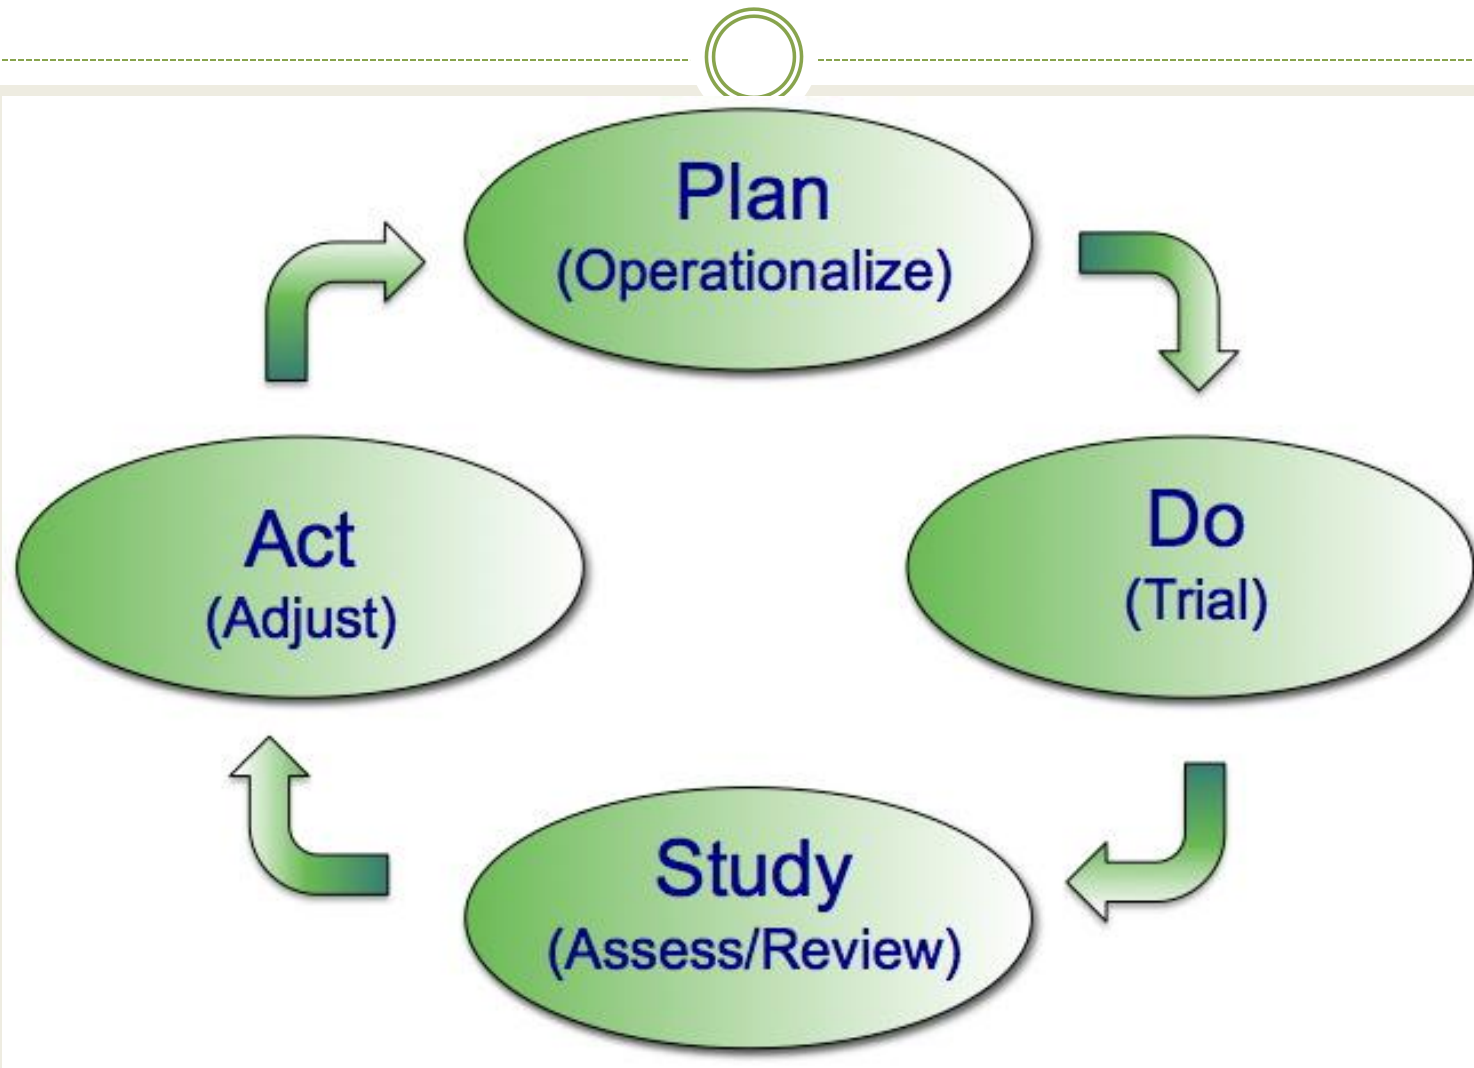 Plan
(Operationalize)
Do
(Trial)
Study
(Assess/Review)
Act
(Adjust)